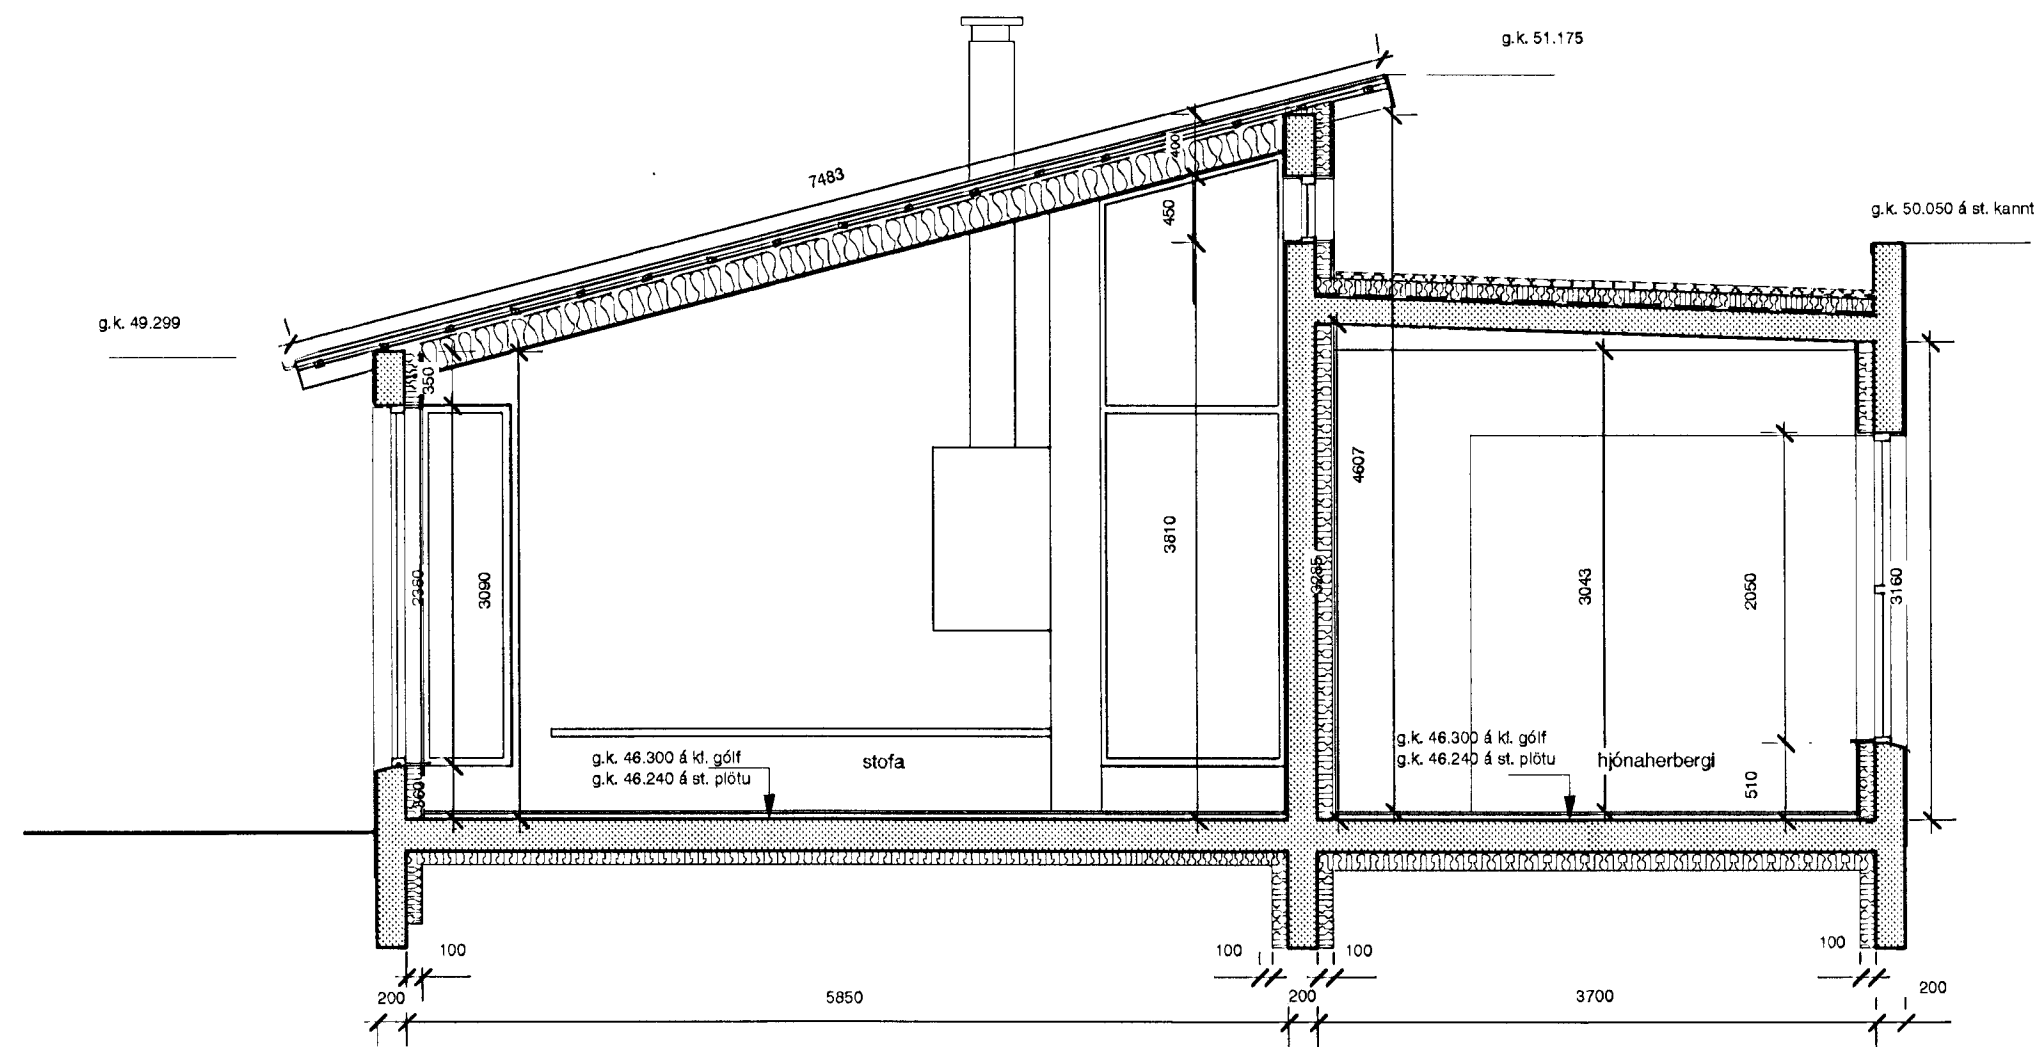 g.k. 51.175
g.k. 50.050 á st. kannt
g.k. 49.299
7483
400
450
350
4607
3810
2360
3090
3285
3043
2050
3160
g.k. 46.300 á kl. gólf
g.k. 46.240 á st. plötu
stofa
g.k. 46.300 á kl. gólf
g.k. 46.240 á st. plötu
hjónaherbergi
510
100
100
100
100
200
5850
200
3700
200